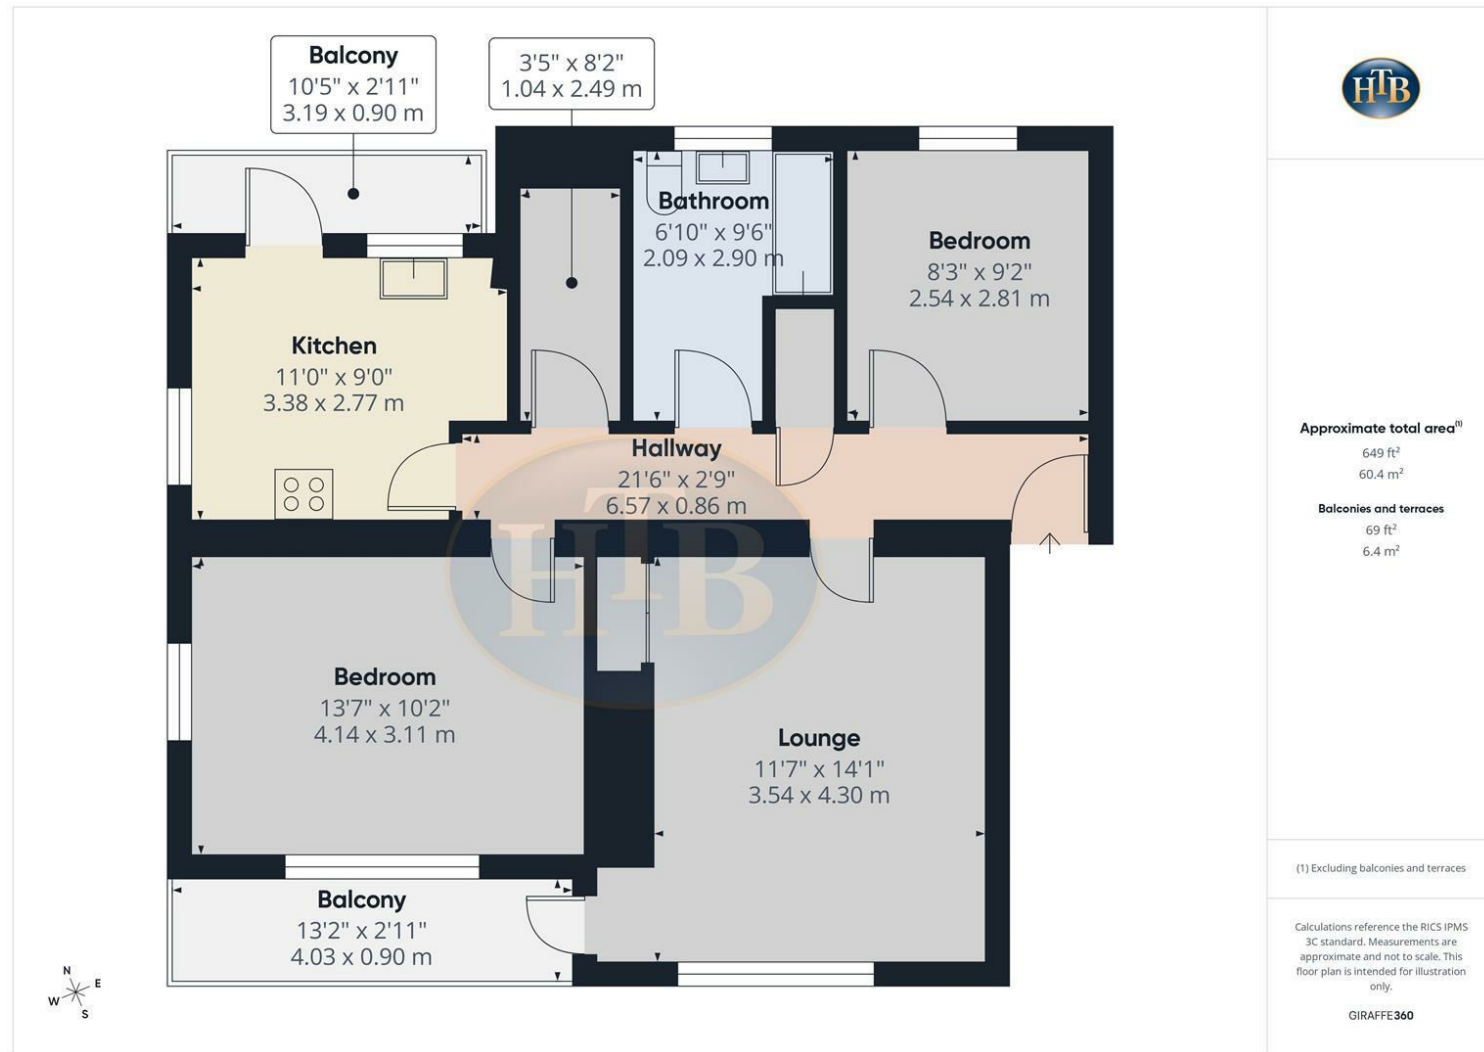 Balcony
10'5" x 2'11"
3.19 x 0.90 m
3'5" x 8'2"
1.04 x 2.49 m
HTB
Bathroom
6'10" x 9'6"
2.09 x 2.90 m
Bedroom
8'3" x 9'2"
2.54 x 2.81 m
Kitchen
11'0" x 9'0"
3.38 x 2.77 m
Hallway
21'6" x 2'9"
6.57 x 0.86 m
HTB
Bedroom
13'7" x 10'2"
4.14 x 3.11 m
Lounge
11'7" x 14'1"
3.54 x 4.30 m
Balcony
13'2" x 2'11"
4.03 x 0.90 m
N
E
W
S
Approximate total area(1)
649 ft²
60.4 m²
Balconies and terraces
69 ft²
6.4 m²
(1) Excluding balconies and terraces
Calculations reference the RICS IPMS
3C standard. Measurements are
approximate and not to scale. This
floor plan is intended for illustration
only.
GIRAFFE360